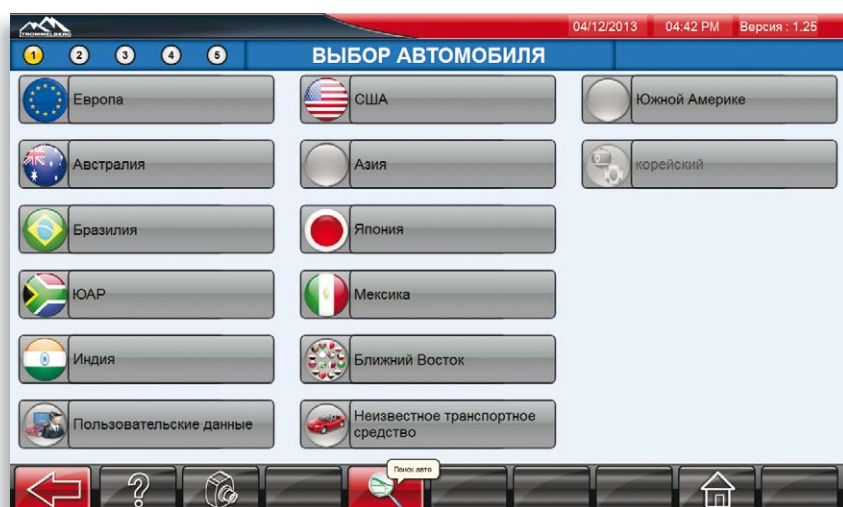 TROMMELBERG
04/12/2013 04:42 PM Версия : 1.25
1 2 3 4 5 ВЫБОР АВТОМОБИЛЯ
Европа
США
Южной Америке
Австралия
Азия
корейский
Бразилия
Япония
ЮАР
Мексика
Индия
Ближний Восток
Пользовательские данные
Неизвестное транспортное
средство
Поиск авто
?